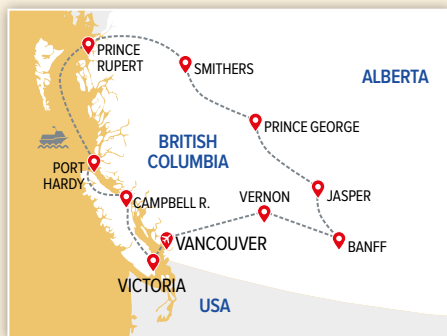 PRINCE
RUPERT
SMITHERS
ALBERTA
PRINCE GEORGE
BRITISH
COLUMBIA
PORT
HARDY
CAMPBELL R.
VERNON
JASPER
VANCOUVER
BANFF
VICTORIA
USA